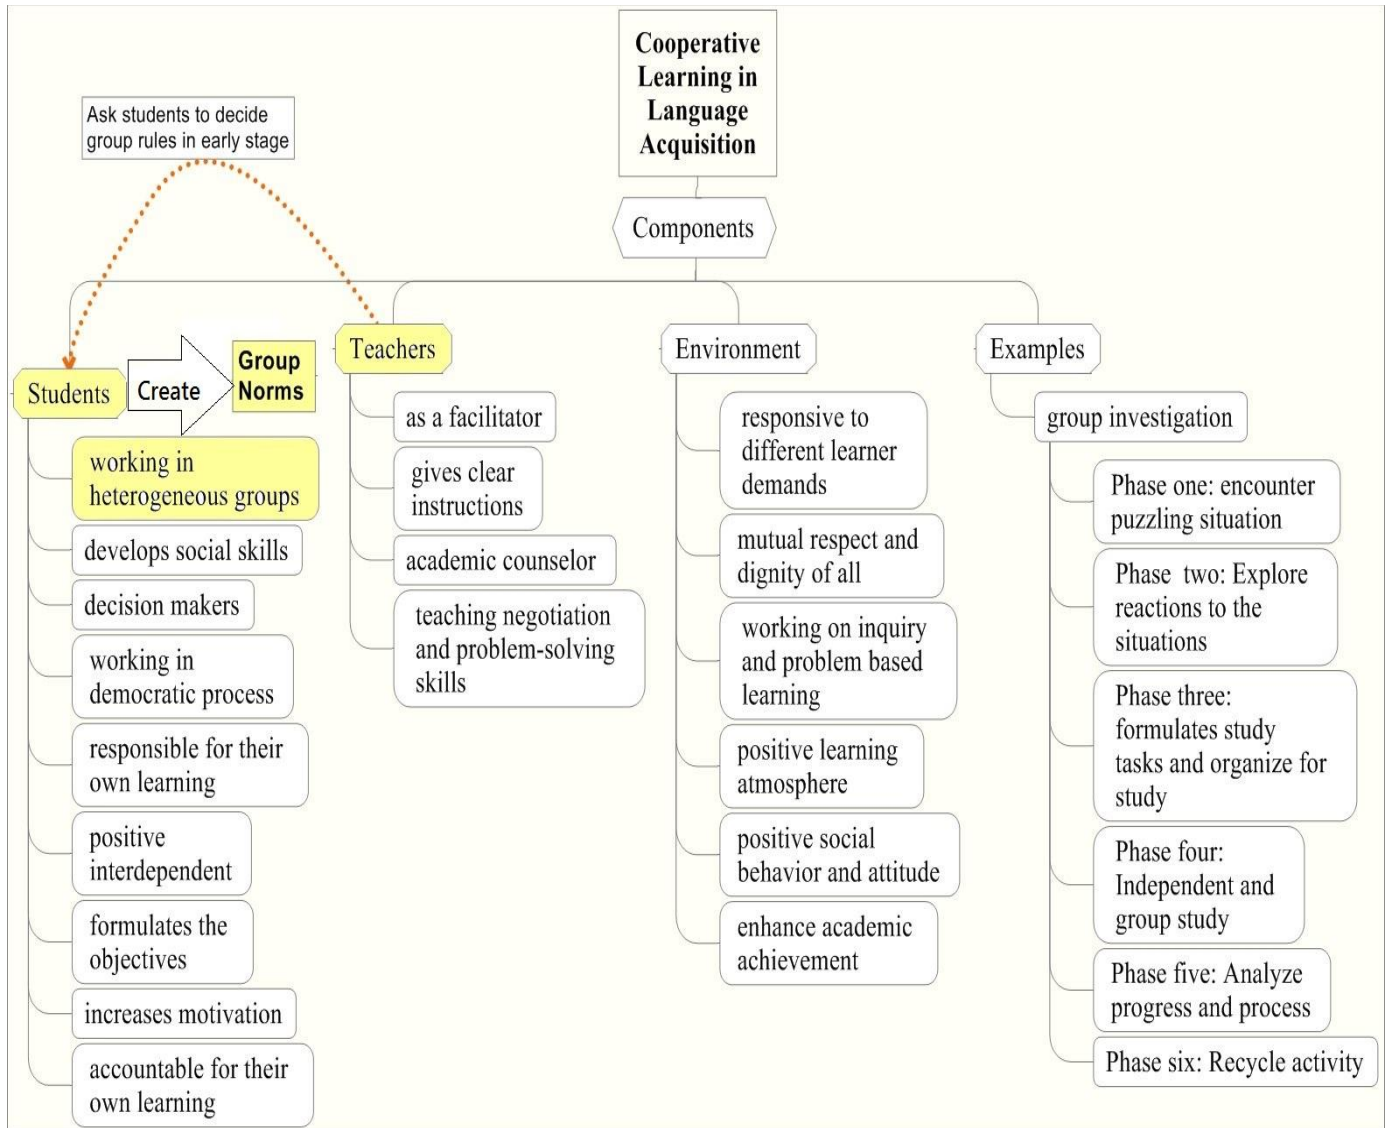 Cooperative
Learning in
Language
Acquisition
Ask students to decide
group rules in early stage
Components
Students
Create
Group
Norms
Teachers
Environment
Examples
working in
heterogeneous groups
develops social skills
decision makers
working in
democratic process
responsible for their
own learning
positive
interdependent
formulates the
objectives
increases motivation
accountable for their
own learning
as a facilitator
gives clear
instructions
academic counselor
teaching negotiation
and problem-solving
skills
responsive to
different learner
demands
mutual respect and
dignity of all
working on inquiry
and problem based
learning
positive learning
atmosphere
positive social
behavior and attitude
enhance academic
achievement
group investigation
Phase one: encounter
puzzling situation
Phase two: Explore
reactions to the
situations
Phase three:
formulates study
tasks and organize for
study
Phase four:
Independent and
group study
Phase five: Analyze
progress and process
Phase six: Recycle activity